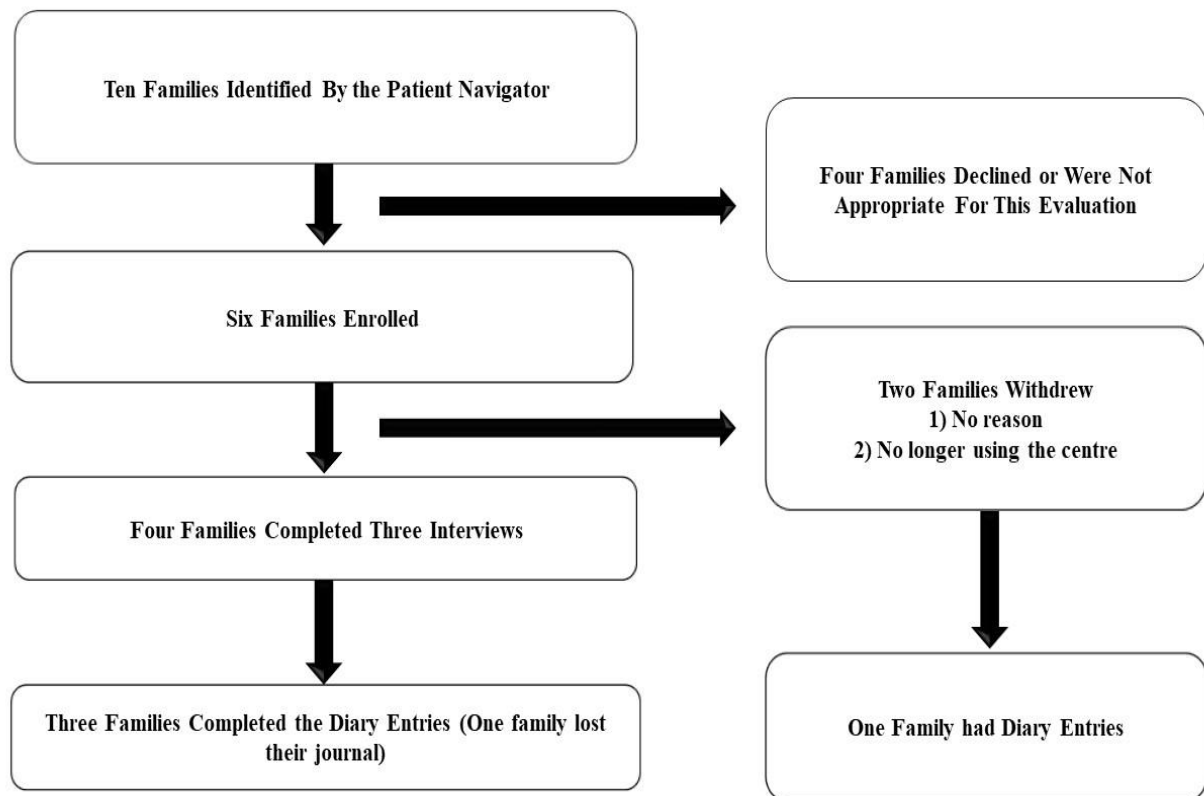 Ten Families Identified By the Patient Navigator
Four Families Declined or Were Not
Appropriate For This Evaluation
Six Families Enrolled
Two Families Withdrew
1) No reason
2) No longer using the centre
Four Families Completed Three Interviews
Three Families Completed the Diary Entries (One family lost
their journal)
One Family had Diary Entries